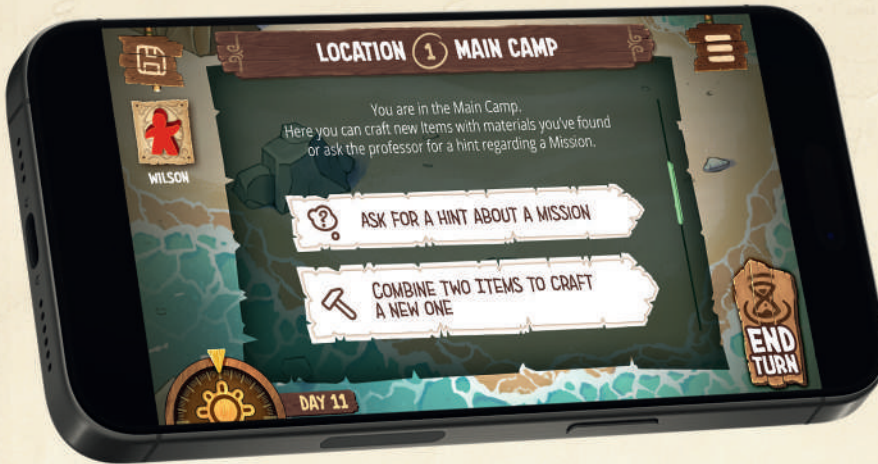 LOCATION 1 MAIN CAMP
You are in the Main Camp.
Here you can craft new Items with materials you've found
or ask the professor for a hint regarding a Mission.
WILSON
ASK FOR A HINT ABOUT A MISSION
COMBINE TWO ITEMS TO CRAFT
A NEW ONE
END
TURN
DAY 11